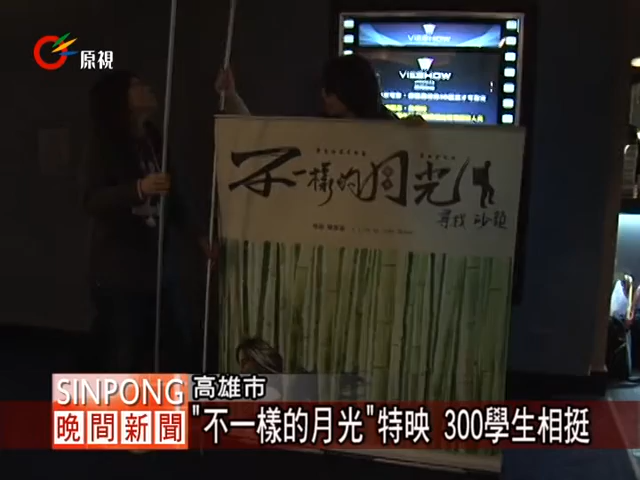 原視
VIESHOW
VIESHOW
不一樣的月光
尋找 沙韻
SINPONG
高雄市
晚間新聞
"不一樣的月光"特映 300學生相挺